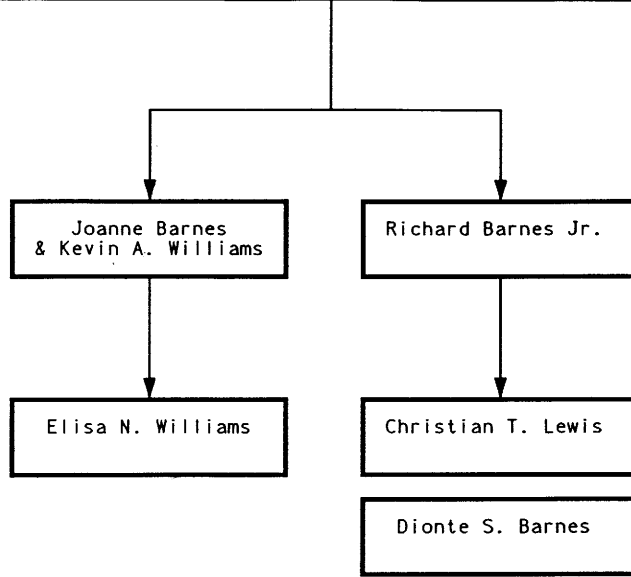 Joanne Barnes
& Kevin A. Williams
Richard Barnes Jr.
Elisa N. Williams
Christian T. Lewis
Dionte S. Barnes